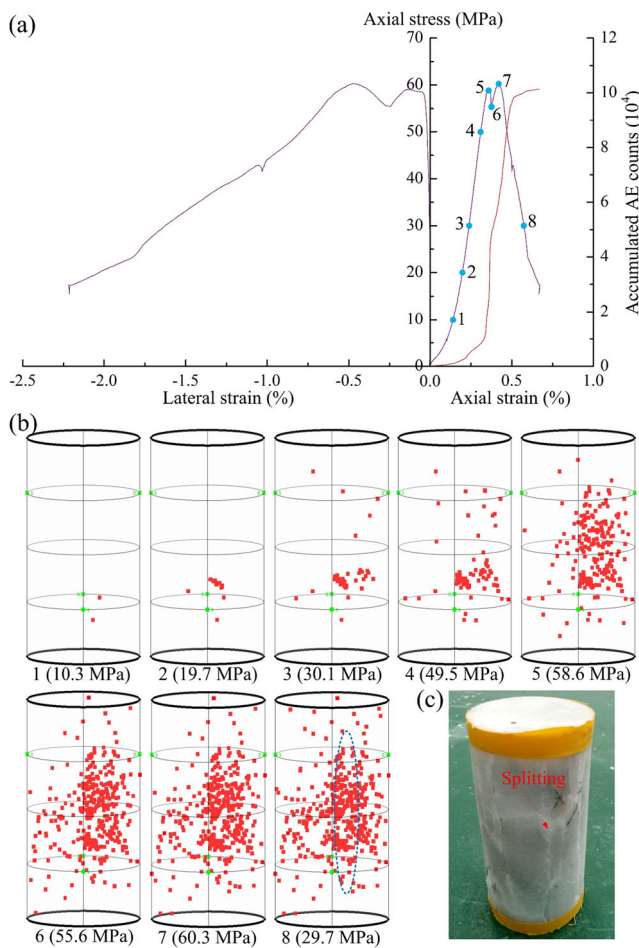 (a)
Axial stress (MPa)
70
60
50
40
30
20
10
0
12
10
8
6
4
2
0
Accumulated AE counts (10⁴)
1
2
3
4
5
6
7
8
-2.5
-2.0
-1.5
-1.0
-0.5
0.0
0.5
1.0
Lateral strain (%)
Axial strain (%)
(b)
1 (10.3 MPa)
2 (19.7 MPa)
3 (30.1 MPa)
4 (49.5 MPa)
5 (58.6 MPa)
6 (55.6 MPa)
7 (60.3 MPa)
8 (29.7 MPa)
(c)
Splitting